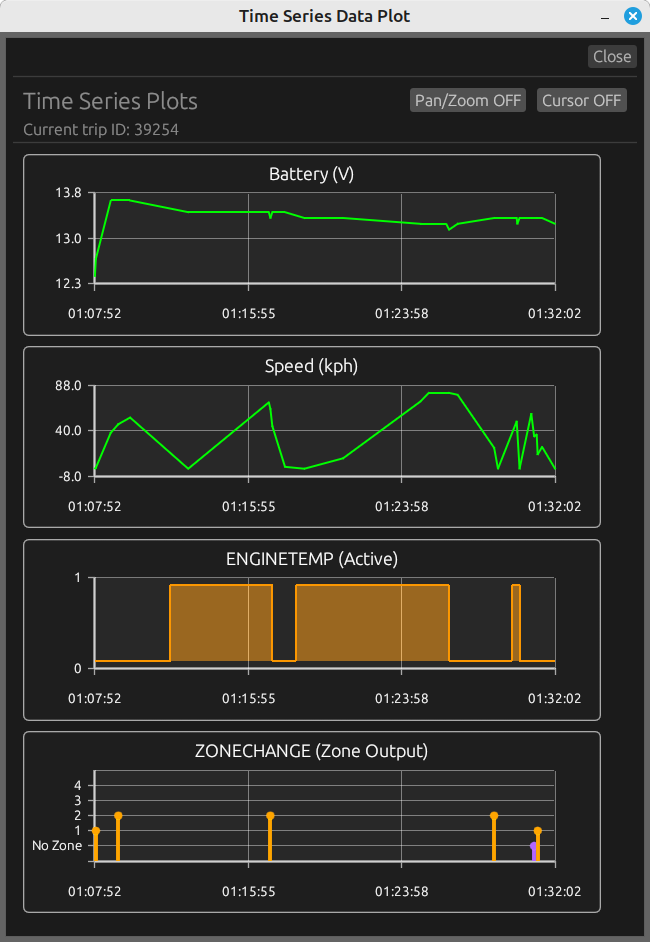 Time Series Data Plot
Close
Time Series Plots
Pan/Zoom OFF
Cursor OFF
Current trip ID: 39254
Battery (V)
13.8
13.0
12.3
01:07:52 01:15:55 01:23:58 01:32:02
Speed (kph)
88.0
40.0
-8.0
01:07:52 01:15:55 01:23:58 01:32:02
ENGINETEMP (Active)
1
0
01:07:52 01:15:55 01:23:58 01:32:02
ZONECHANGE (Zone Output)
4
3
2
1
No Zone
01:07:52 01:15:55 01:23:58 01:32:02